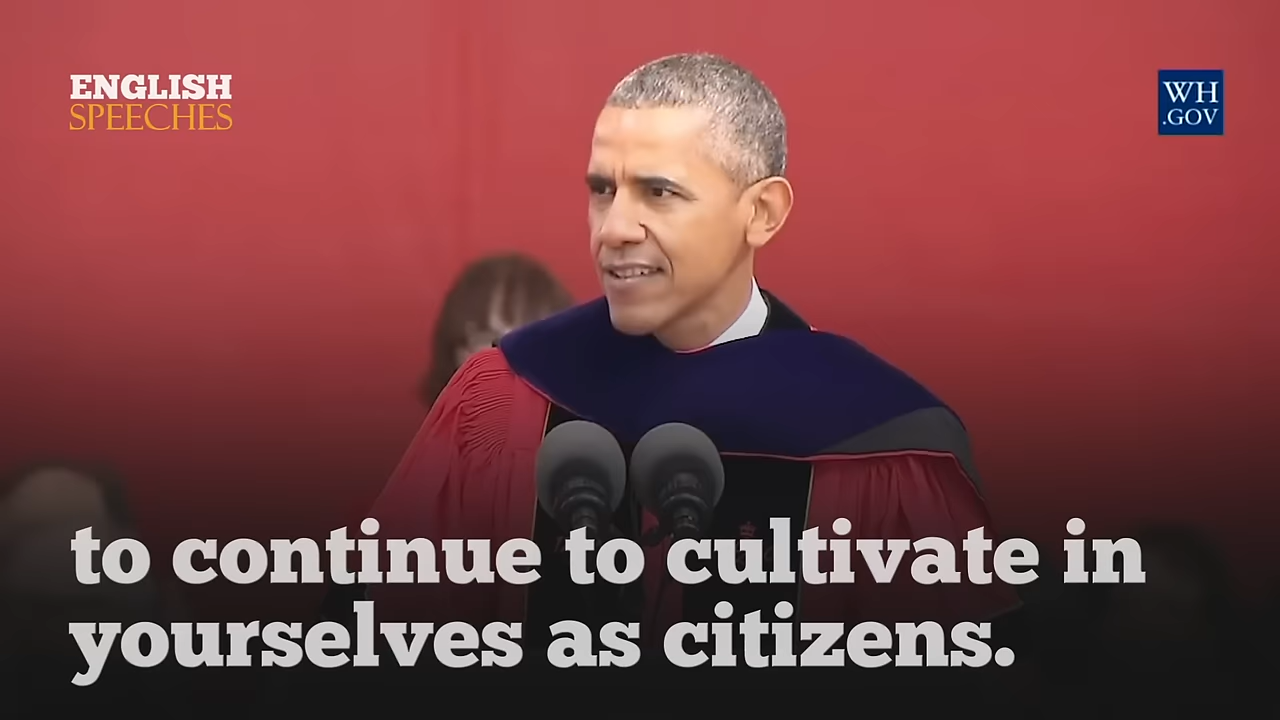 ENGLISH
SPEECHES
WH
.GOV
to continue to cultivate in
yourselves as citizens.